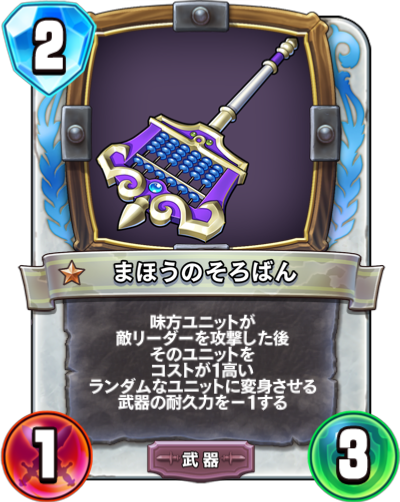 2
まほうのそろばん
味方ユニットが
敵リーダーを攻撃した後
そのユニットを
コストが1高い
ランダムなユニットに変身させる
武器の耐久力を－1する
1
武器
3